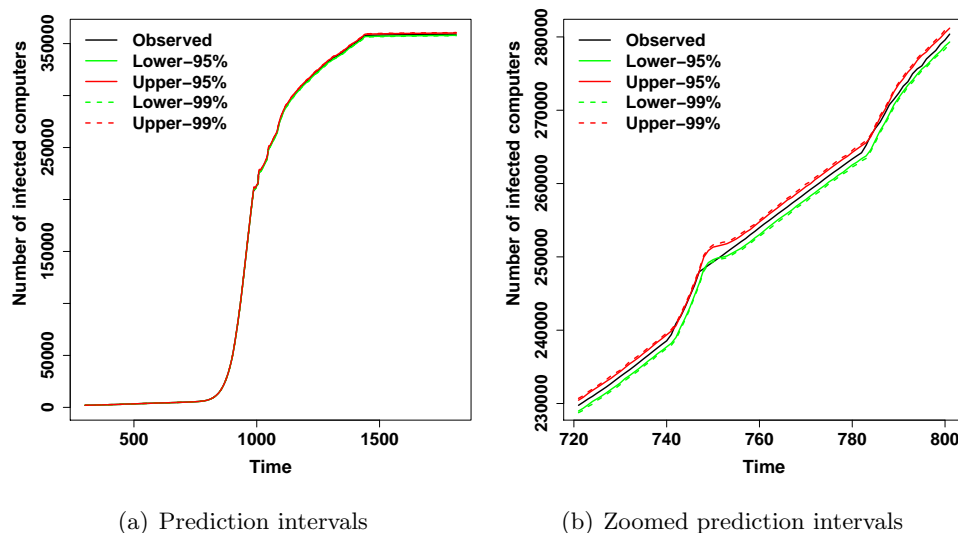 Number of infected computers
350000
250000
150000
50000
0
Observed
Lower−95%
Upper−95%
Lower−99%
Upper−99%
500
1000
1500
Time
(a) Prediction intervals
Number of infected computers
280000
270000
260000
250000
240000
230000
Observed
Lower−95%
Upper−95%
Lower−99%
Upper−99%
720
740
760
780
800
Time
(b) Zoomed prediction intervals